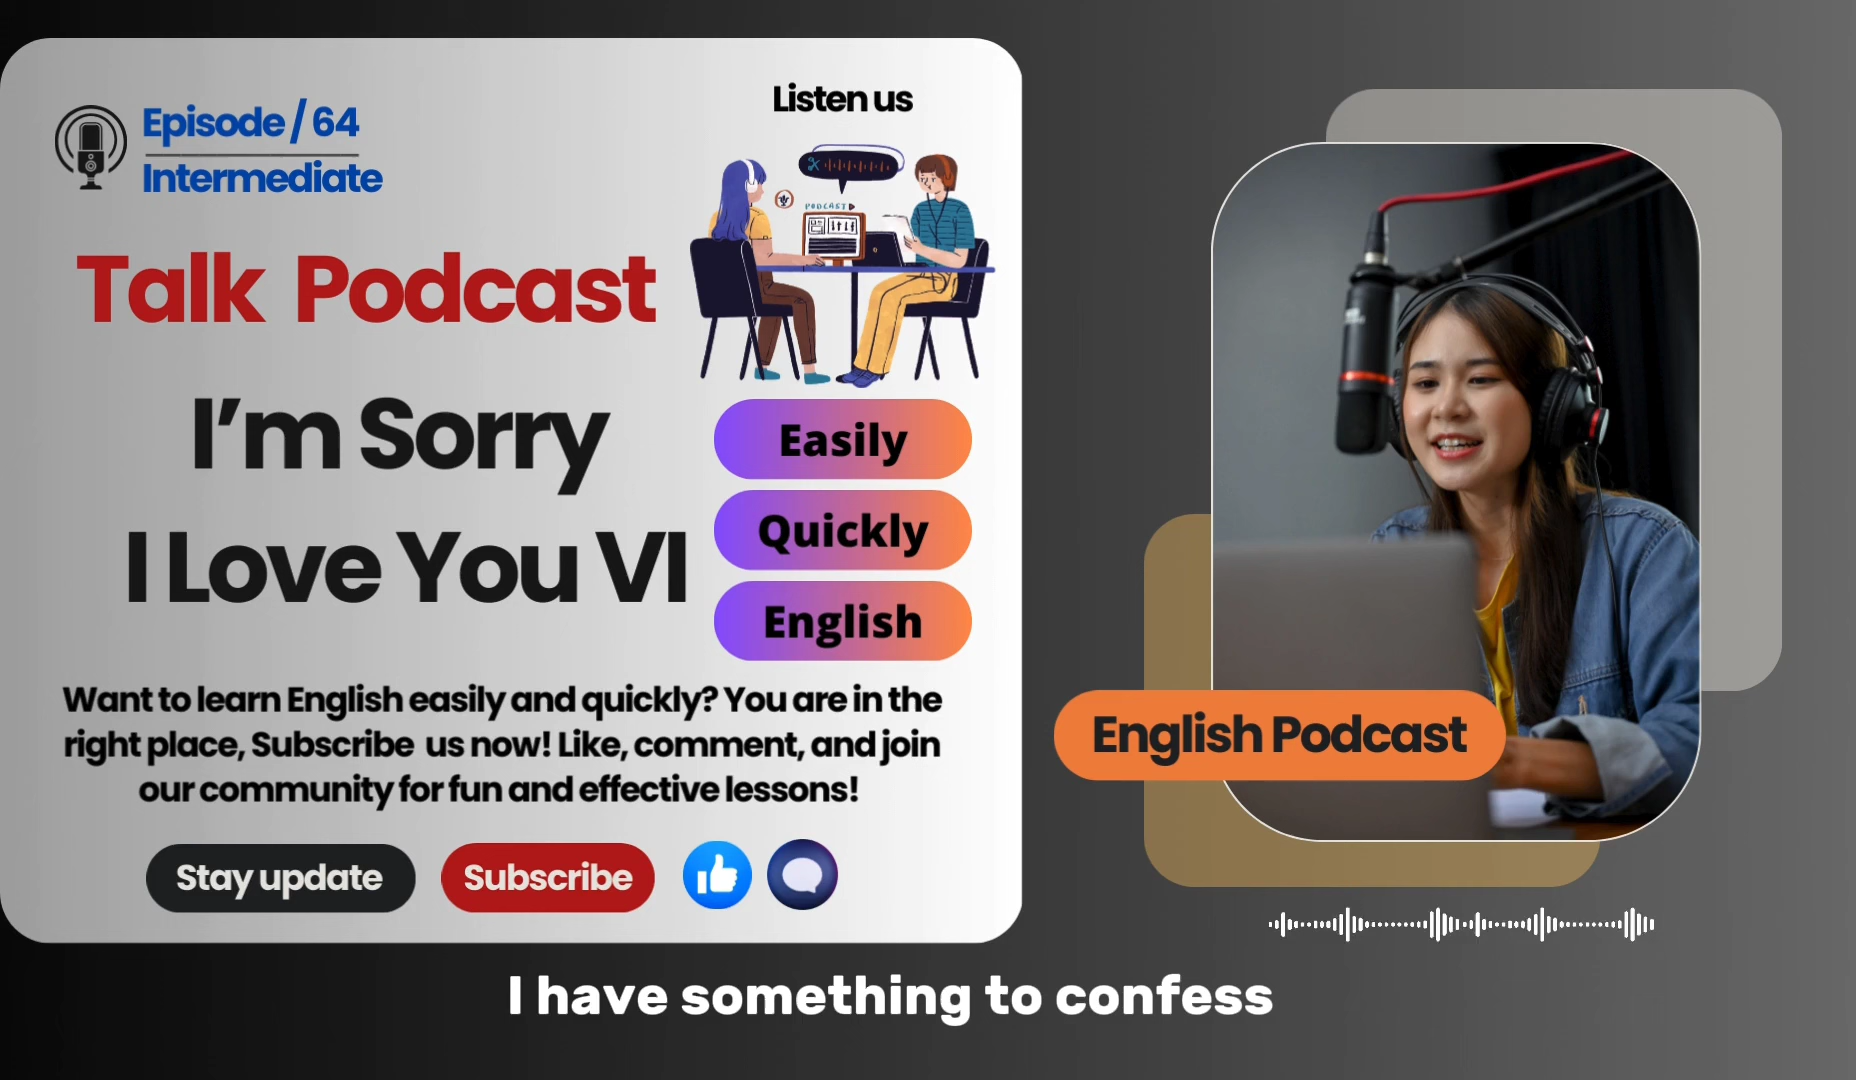 Episode / 64
Intermediate
Listen us
PODCAST
Talk Podcast
I'm Sorry
I Love You VI
Easily
Quickly
English
Want to learn English easily and quickly? You are in the
right place, Subscribe us now! Like, comment, and join
our community for fun and effective lessons!
Stay update
Subscribe
English Podcast
I have something to confess